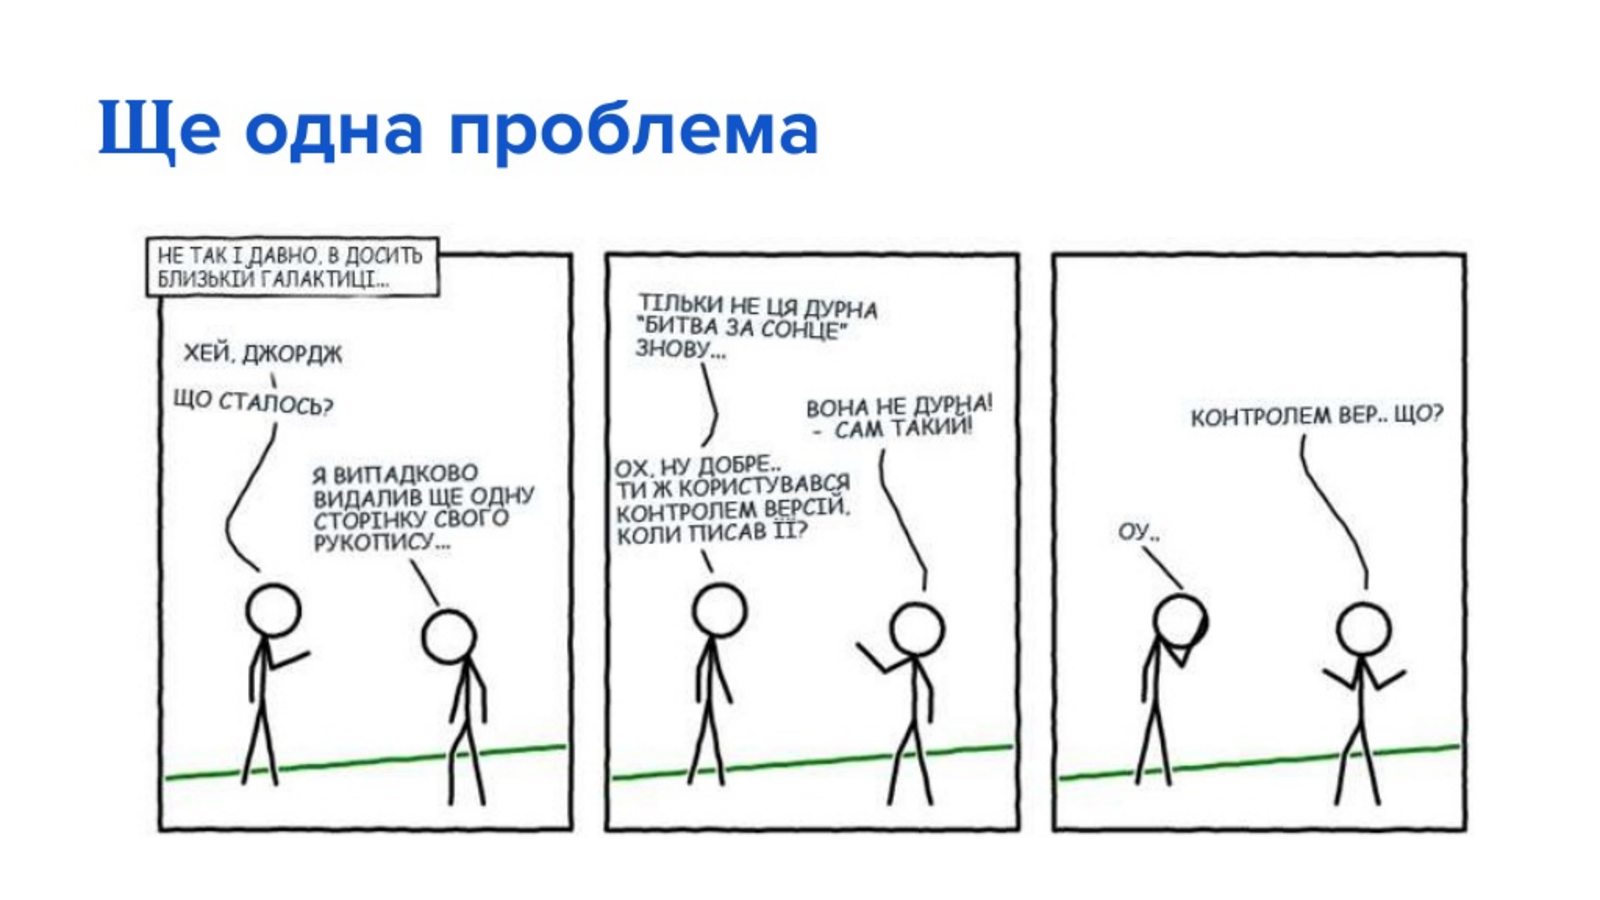 Ще одна проблема
НЕ ТАК І ДАВНО, В ДОСИТЬ
БЛИЗЬКІЙ ГАЛАКТИЦІ...
ХЕЙ, ДЖОРДЖ
ЩО СТАЛОСЬ?
Я ВИПАДКОВО
ВИДАЛИВ ЩЕ ОДНУ
СТОРІНКУ СВОГО
РУКОПИСУ...
ТІЛЬКИ НЕ ЦЯ ДУРНА
"БИТВА ЗА СОНЦЕ"
ЗНОВУ...
ВОНА НЕ ДУРНА!
- САМ ТАКИЙ!
ОХ, НУ ДОБРЕ..
ТИ Ж КОРИСТУВАВСЯ
КОНТРОЛЕМ ВЕРСІЙ,
КОЛИ ПИСАВ ЇЇ?
КОНТРОЛЕМ ВЕР.. ЩО?
ОУ..